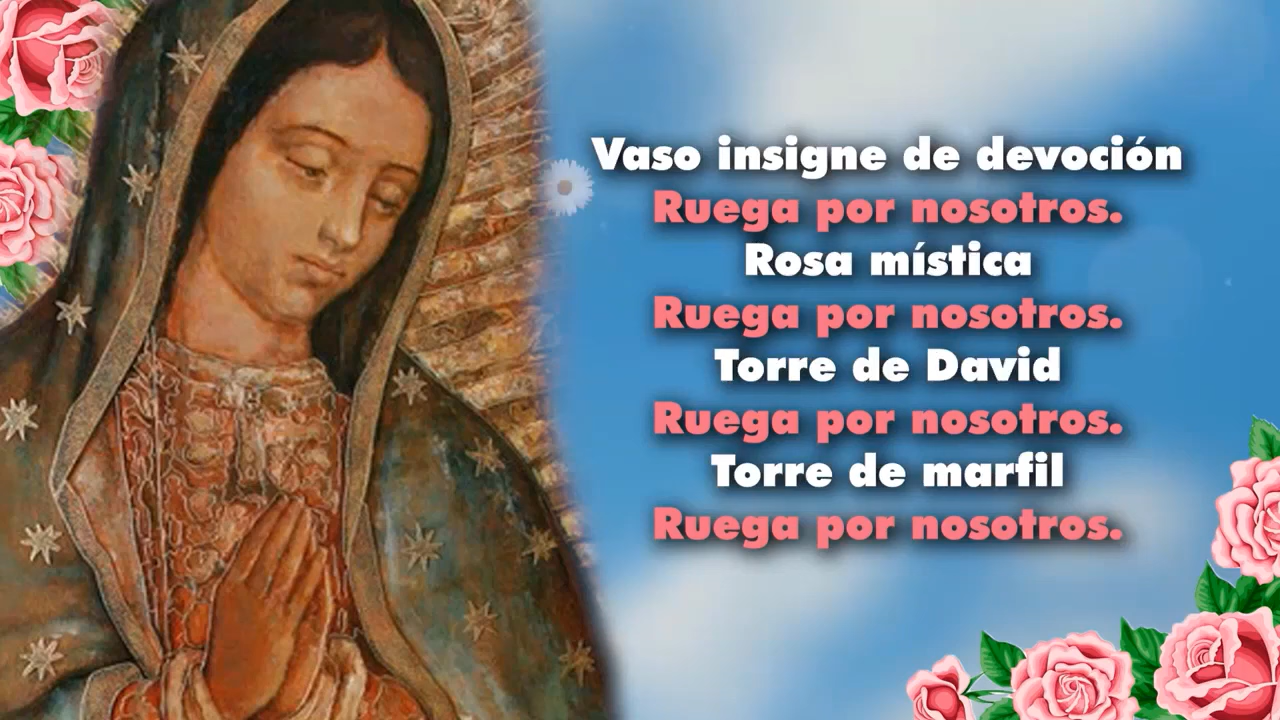 Vaso insigne de devoción
Ruega por nosotros.
Rosa mística
Ruega por nosotros.
Torre de David
Ruega por nosotros.
Torre de marfil
Ruega por nosotros.